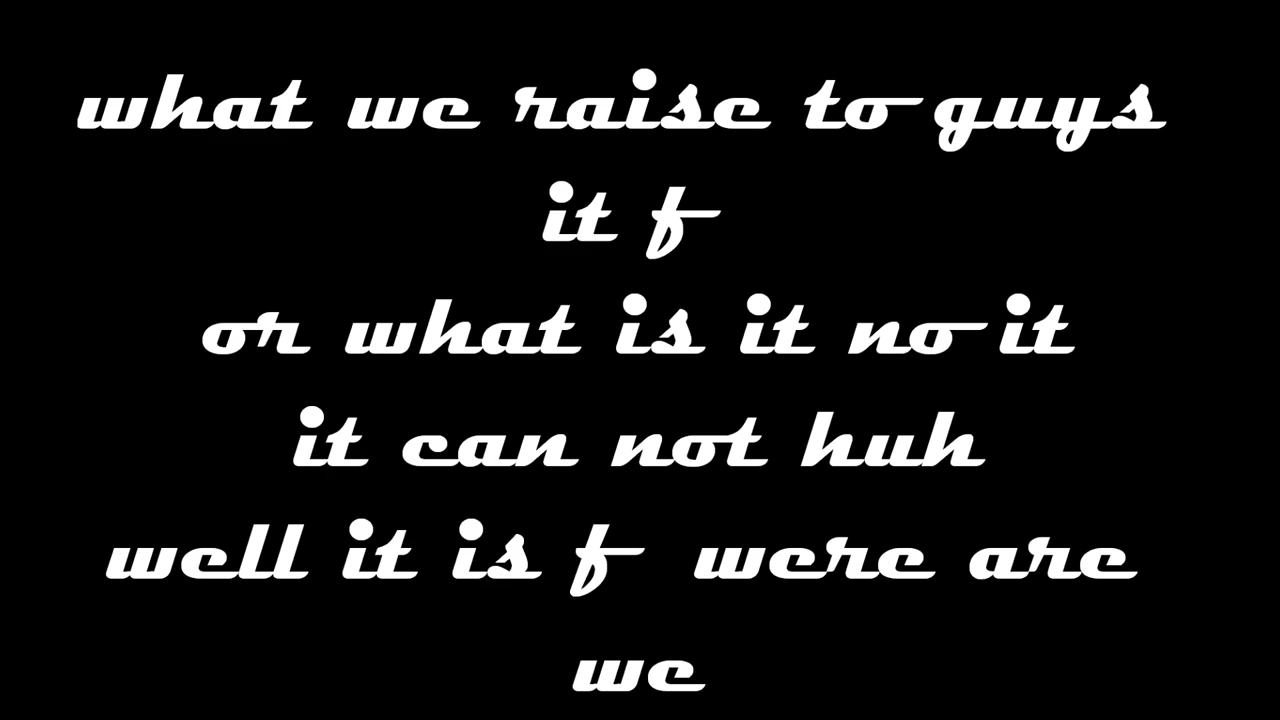 what we raise to guys
it f
or what is it no it
it can not huh
well it is f were are
we